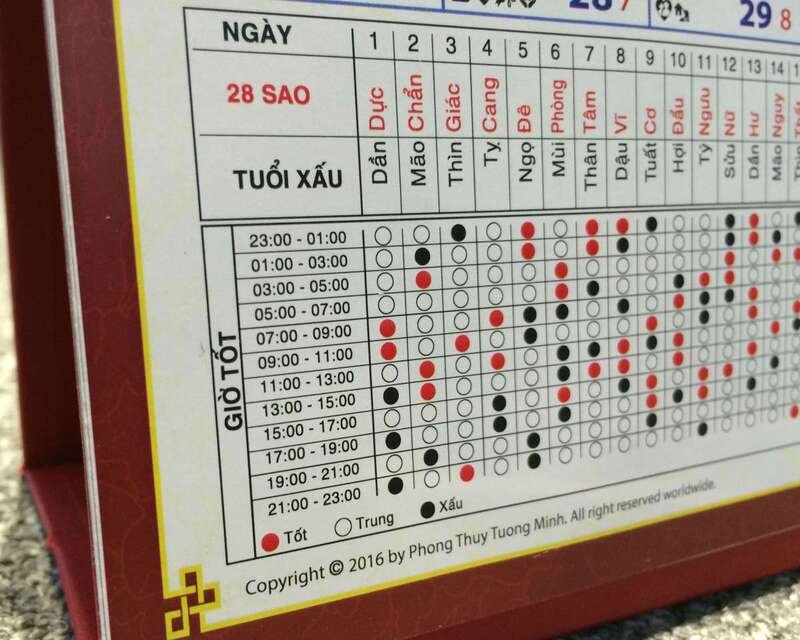 28 7
29 8
NGÀY 1 2 3 4 5 6 7 8 9 10 11 12 13 14
28 SAO Dực Chẩn Giác Cang Đê Phòng Tâm Vĩ Cơ Đẩu Ngưu Nữ Hư Nguy
TUỔI XẤU Dần Mão Thìn Tỵ Ngọ Mùi Thân Dậu Tuất Hợi Tý Sửu Dần Mão
GIỜ TỐT
23:00 - 01:00
01:00 - 03:00
03:00 - 05:00
05:00 - 07:00
07:00 - 09:00
09:00 - 11:00
11:00 - 13:00
13:00 - 15:00
15:00 - 17:00
17:00 - 19:00
19:00 - 21:00
21:00 - 23:00
Tốt Trung Xấu
Copyright © 2016 by Phong Thuy Tuong Minh. All right reserved worldwide.